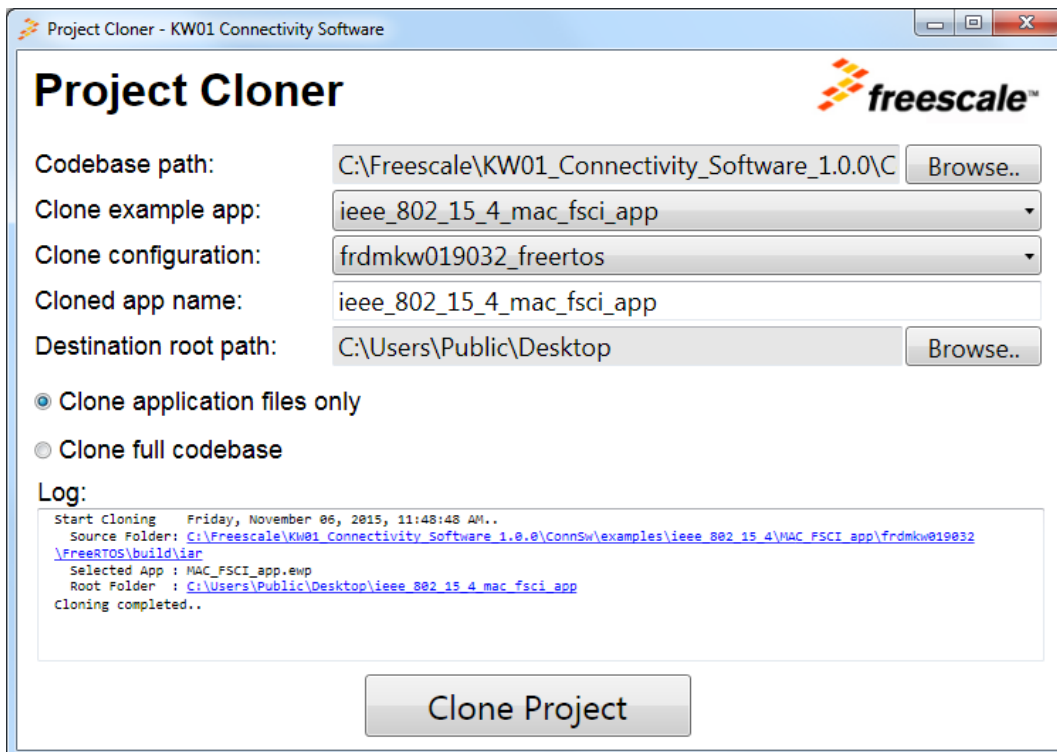 Project Cloner - KW01 Connectivity Software
Project Cloner
freescale™
Codebase path: C:\Freescale\KW01_Connectivity_Software_1.0.0\C Browse..
Clone example app: ieee_802_15_4_mac_fsci_app
Clone configuration: frdmkw019032_freertos
Cloned app name: ieee_802_15_4_mac_fsci_app
Destination root path: C:\Users\Public\Desktop Browse..
Clone application files only
Clone full codebase
Log:
Start Cloning Friday, November 06, 2015, 11:48:48 AM..
Source Folder: C:\Freescale\KW01_Connectivity_Software_1.0.0\ConnSw\examples\ieee_802_15_4\MAC_FSCI_app\frdmkw019032
\FreeRTOS\build\iar
Selected App : MAC_FSCI_app.ewp
Root Folder : C:\Users\Public\Desktop\ieee_802_15_4_mac_fsci_app
Cloning completed..
Clone Project